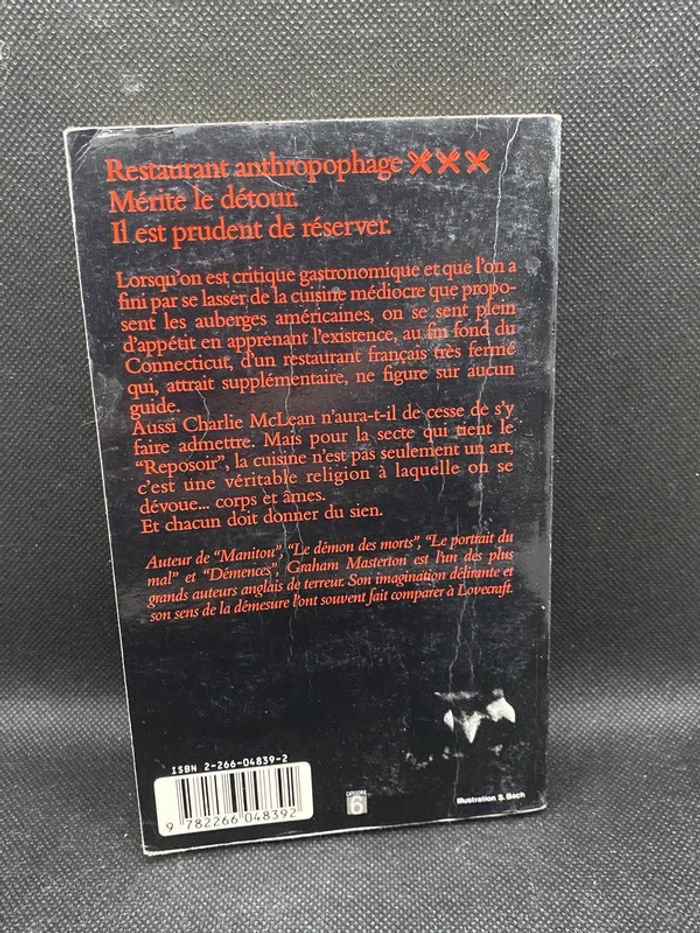 Restaurant anthropophage
Mérite le détour.
Il est prudent de réserver.
Lorsqu'on est critique gastronomique et que l'on a
fini par se lasser de la cuisine médiocre que propo-
sent les auberges américaines, on se sent plein
d'appétit en apprenant l'existence, au fin fond du
Connecticut, d'un restaurant français très fermé
qui, attrait supplémentaire, ne figure sur aucun
guide.
Aussi Charlie McLean n'aura-t-il de cesse de s'y
faire admettre. Mais pour la secte qui tient le
"Reposoir", la cuisine n'est pas seulement un art,
c'est une véritable religion à laquelle on se
dévoue... corps et âmes.
Et chacun doit donner du sien.
Auteur de "Manitou", "Le démon des morts", "Le portrait du
mal" et "Démences", Graham Masterton est l'un des plus
grands auteurs anglais de terreur. Son imagination délirante et
son sens de la démesure l'ont souvent fait comparer à Lovecraft.
ISBN 2-266-04839-2
9 782266 048392
CATEGORIE
6
Illustration S. Bach